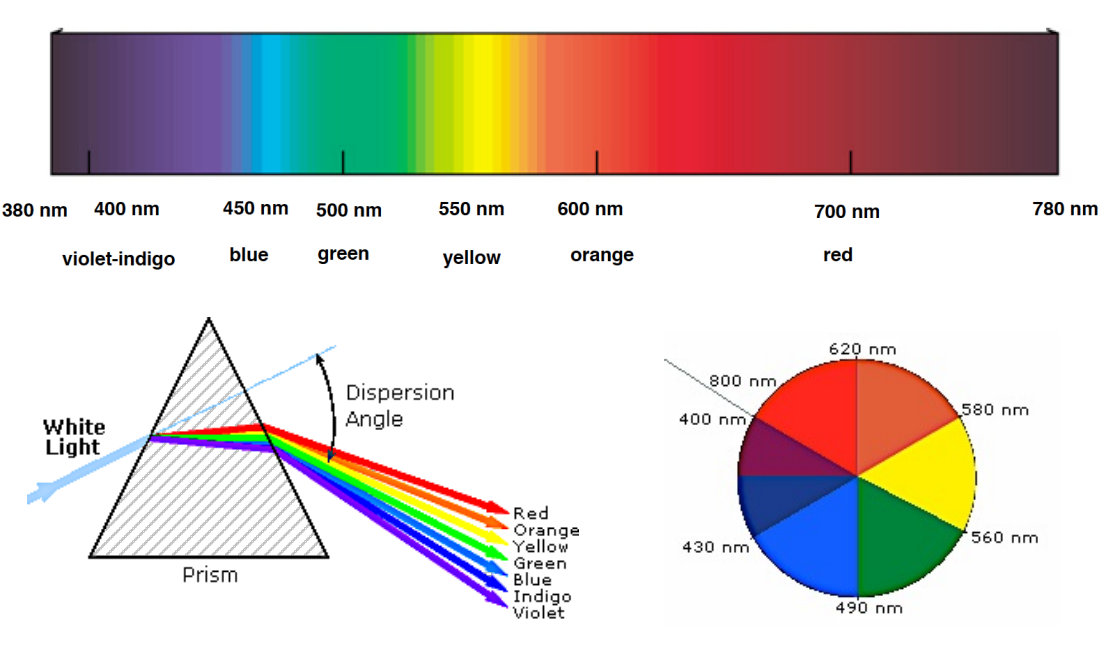 380 nm 400 nm 450 nm 500 nm 550 nm 600 nm 700 nm 780 nm
violet-indigo blue green yellow orange red
White
Light
Dispersion
Angle
Prism
Red
Orange
Yellow
Green
Blue
Indigo
Violet
620 nm
800 nm
400 nm
580 nm
430 nm
560 nm
490 nm